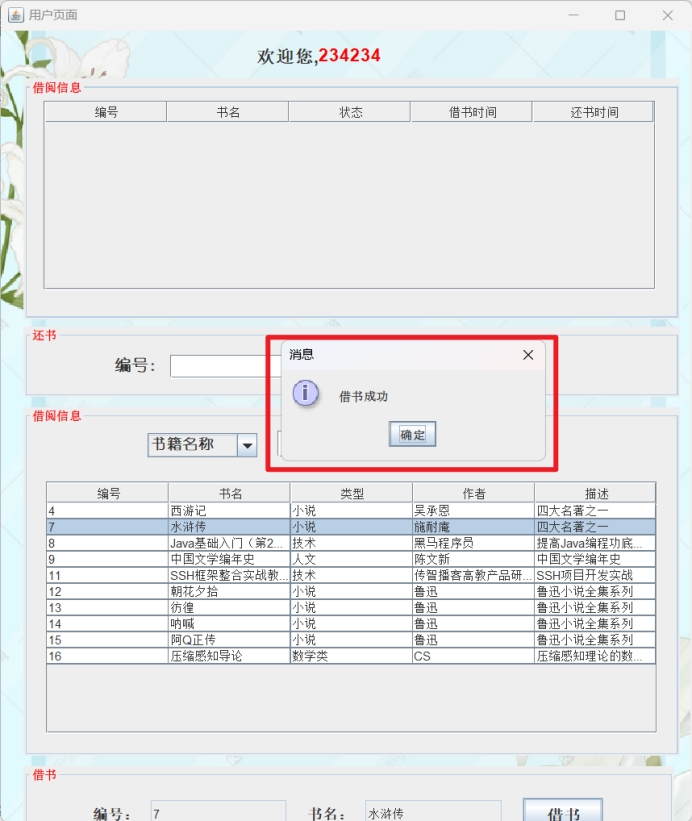 用户页面
欢迎您,234234
借阅信息
编号 书名 状态 借书时间 还书时间
还书
编号:
消息
借书成功
确定
借阅信息
书籍名称
编号 书名 类型 作者 描述
4 西游记 小说 吴承恩 四大名著之一
7 水浒传 小说 施耐庵 四大名著之一
8 Java基础入门（第2... 技术 黑马程序员 提高Java编程功底...
9 中国文学编年史 人文 陈文新 中国文学编年史
11 SSH框架整合实战教... 技术 传智播客高教产品研... SSH项目开发实战
12 朝花夕拾 小说 鲁迅 鲁迅小说全集系列
13 彷徨 小说 鲁迅 鲁迅小说全集系列
14 呐喊 小说 鲁迅 鲁迅小说全集系列
15 阿Q正传 小说 鲁迅 鲁迅小说全集系列
16 压缩感知导论 数学类 CS 压缩感知理论的数...
借书
编号: 7 书名: 水浒传 借书